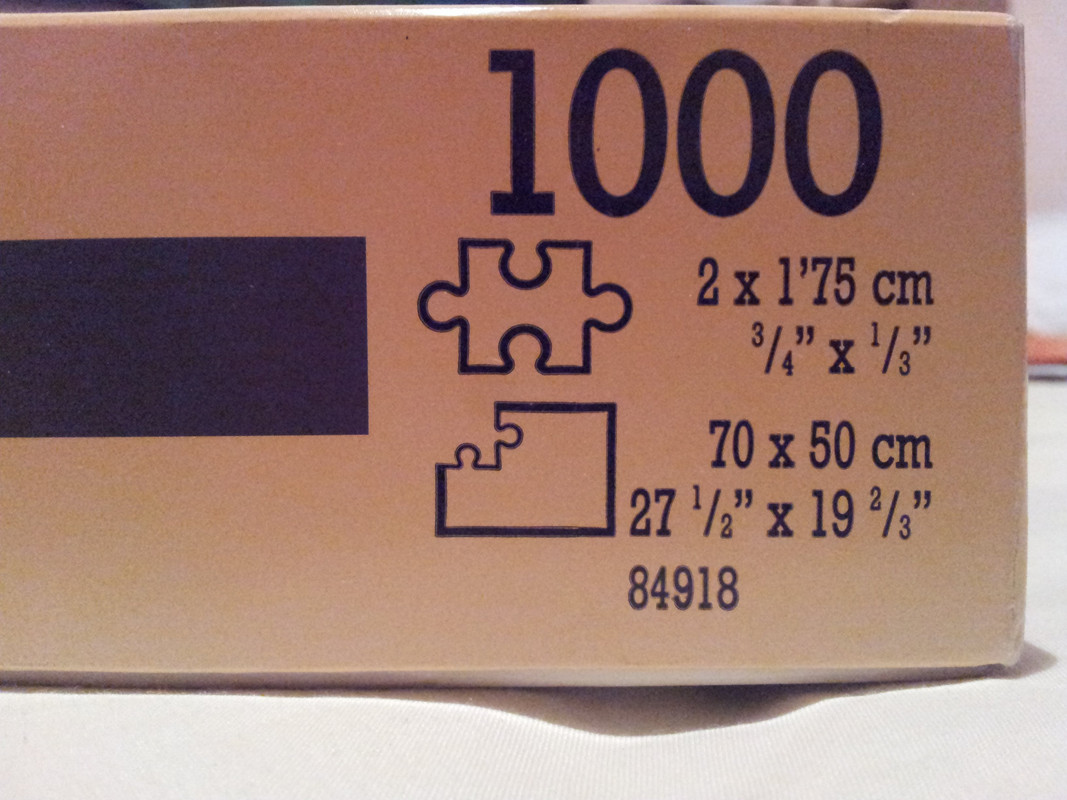 1000
2 x 1’75 cm
3/4” x 1/3”
70 x 50 cm
27 1/2” x 19 2/3”
84918